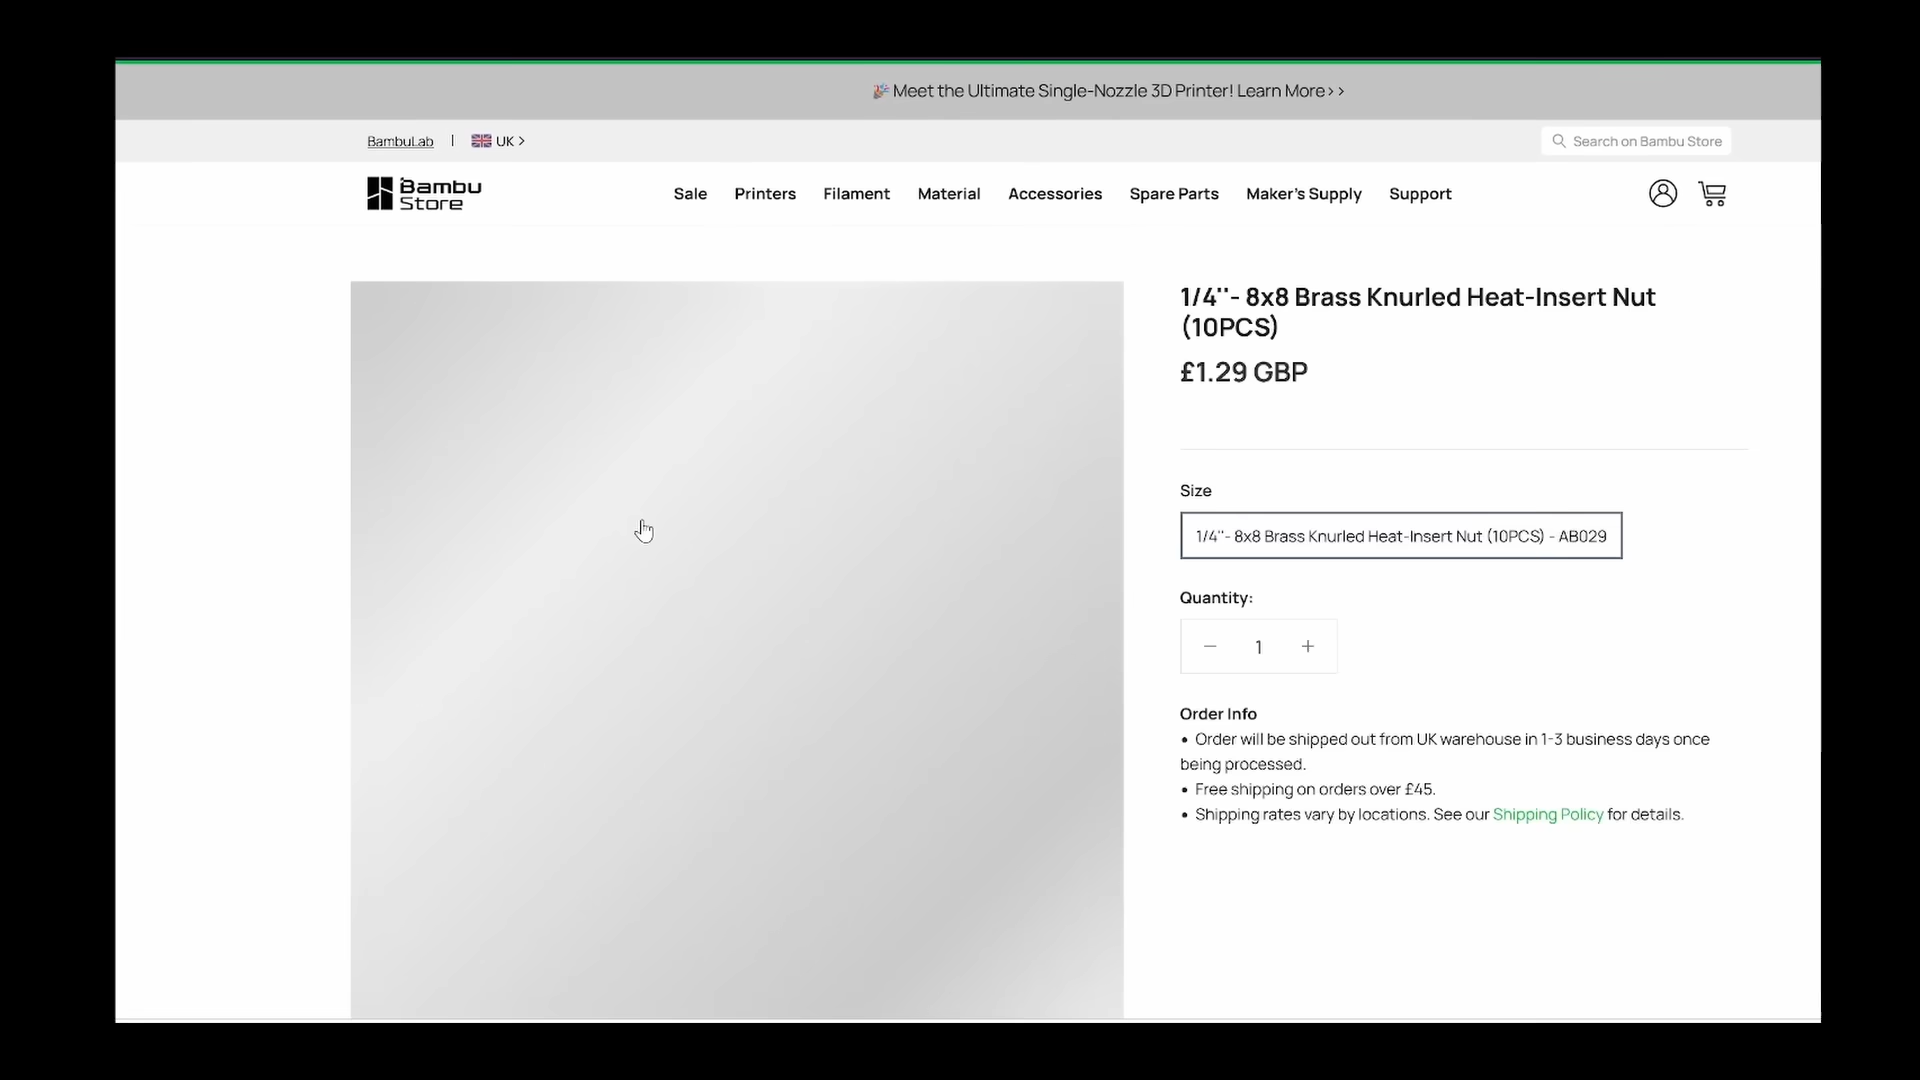 🎉 Meet the Ultimate Single-Nozzle 3D Printer! Learn More>>
BambuLab | UK >
Search on Bambu Store
Bambu
Store
Sale Printers Filament Material Accessories Spare Parts Maker's Supply Support
1/4''- 8x8 Brass Knurled Heat-Insert Nut
(10PCS)
£1.29 GBP
Size
1/4''- 8x8 Brass Knurled Heat-Insert Nut (10PCS) - AB029
Quantity:
− 1 +
Order Info
• Order will be shipped out from UK warehouse in 1-3 business days once
being processed.
• Free shipping on orders over £45.
• Shipping rates vary by locations. See our Shipping Policy for details.